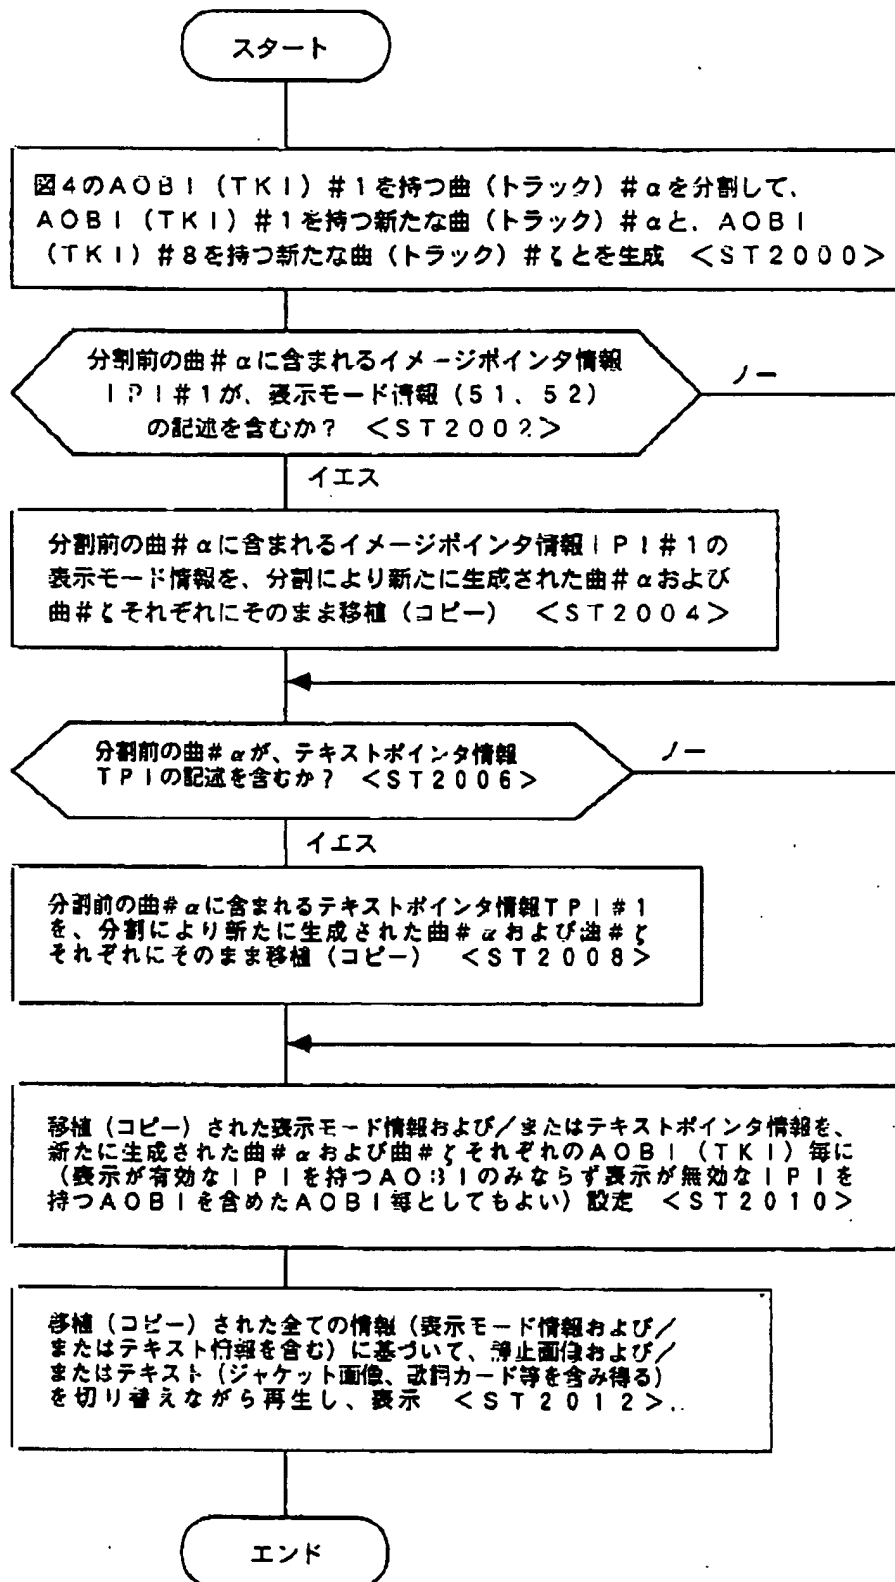 スタート
図4のAOBI(TKI)#1を持つ曲(トラック)#αを分割して、
AOBI(TKI)#1を持つ新たな曲(トラック)#αと、AOBI
(TKI)#8を持つ新たな曲(トラック)#ζとを生成 <ST2000>
分割前の曲#αに含まれるイメージポインタ情報
IPI#1が、表示モード情報(51、52)
の記述を含むか? <ST2002>
ノー
イエス
分割前の曲#αに含まれるイメージポインタ情報IPI#1の
表示モード情報を、分割により新たに生成された曲#αおよび
曲#ζそれぞれにそのまま移植(コピー) <ST2004>
分割前の曲#αが、テキストポインタ情報
TPIの記述を含むか? <ST2006>
ノー
イエス
分割前の曲#αに含まれるテキストポインタ情報TPI#1
を、分割により新たに生成された曲#αおよび曲#ζ
それぞれにそのまま移植(コピー) <ST2008>
移植(コピー)された表示モード情報および/またはテキストポインタ情報を、
新たに生成された曲#αおよび曲#ζそれぞれのAOBI(TKI)毎に
(表示が有効なIPIを持つAOBIのみならず表示が無効なIPIを
持つAOBIを含めたAOBI毎としてもよい)設定 <ST2010>
移植(コピー)された全ての情報(表示モード情報および/
またはテキスト情報を含む)に基づいて、静止画像および/
またはテキスト(ジャケット画像、歌詞カード等を含み得る)
を切り替えながら再生し、表示 <ST2012>
エンド